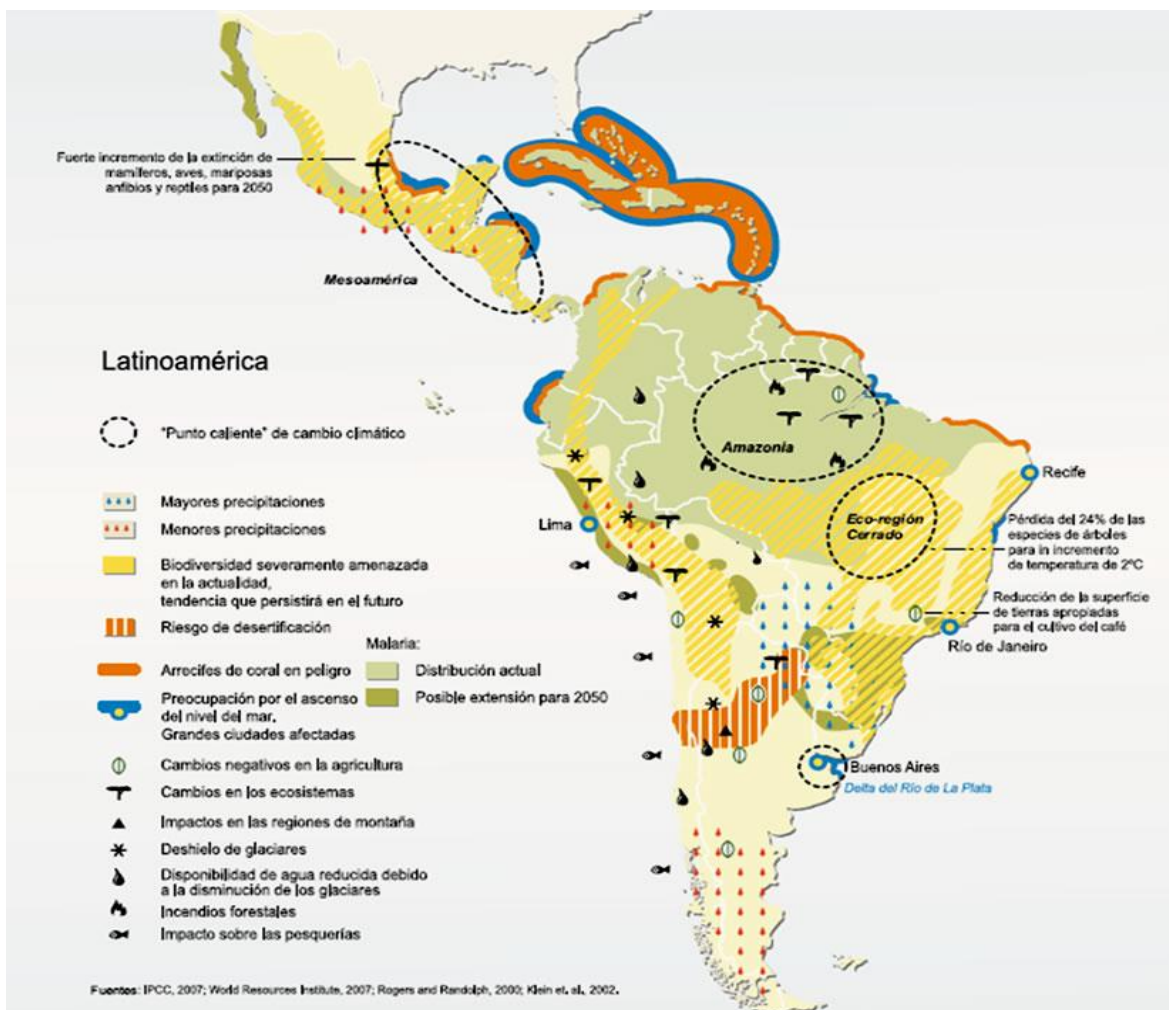 Fuerte incremento de la extinción de
mamíferos, aves, mariposas
anfibios y reptiles para 2050
Mesoamérica
Latinoamérica
"Punto caliente" de cambio climático
Mayores precipitaciones
Menores precipitaciones
Biodiversidad severamente amenazada
en la actualidad,
tendencia que persistirá en el futuro
Riesgo de desertificación
Arrecifes de coral en peligro
Preocupación por el ascenso
del nivel del mar.
Grandes ciudades afectadas
Malaria:
Distribución actual
Posible extensión para 2050
Cambios negativos en la agricultura
Cambios en los ecosistemas
Impactos en las regiones de montaña
Deshielo de glaciares
Disponibilidad de agua reducida debido
a la disminución de los glaciares
Incendios forestales
Impacto sobre las pesquerías
Amazonia
Recife
Lima
Eco-región
Cerrado
Pérdida del 24% de las
especies de árboles
para in incremento
de temperatura de 2ºC
Reducción de la superficie
de tierras apropiadas
para el cultivo del café
Río de Janeiro
Buenos Aires
Delta del Río de La Plata
Fuentes: IPCC, 2007; World Resources Institute, 2007; Rogers and Randolph, 2000; Klein et. al., 2002.